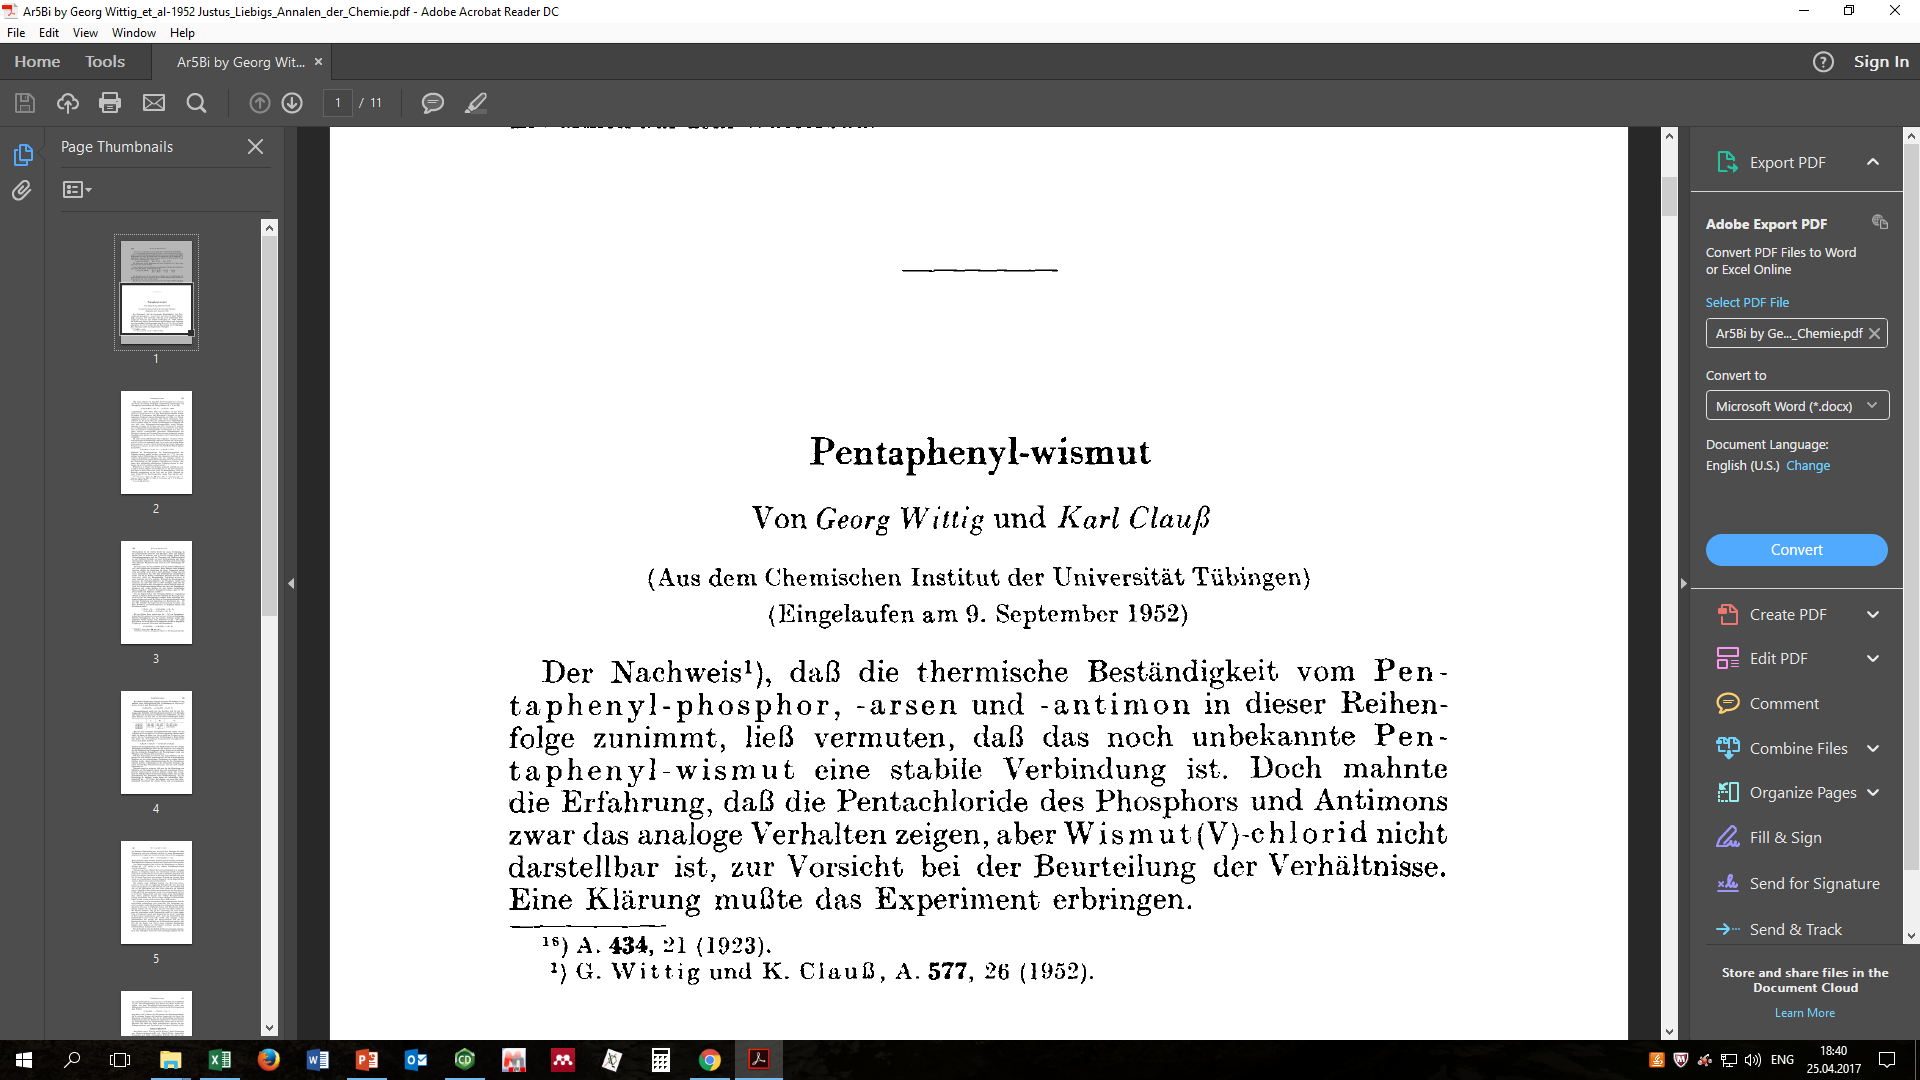 Ar5Bi by Georg Wittig_et_al-1952 Justus_Liebigs_Annalen_der_Chemie.pdf - Adobe Acrobat Reader DC
File Edit View Window Help
Home Tools Ar5Bi by Georg Wit... × Sign In
1 / 11
Page Thumbnails
1
2
3
4
5
Pentaphenyl-wismut
Von Georg Wittig und Karl Clauß
(Aus dem Chemischen Institut der Universität Tübingen)
(Eingelaufen am 9. September 1952)
Der Nachweis¹), daß die thermische Beständigkeit vom Pen-
taphenyl-phosphor, -arsen und -antimon in dieser Reihen-
folge zunimmt, ließ vermuten, daß das noch unbekannte Pen-
taphenyl-wismut eine stabile Verbindung ist. Doch mahnte
die Erfahrung, daß die Pentachloride des Phosphors und Antimons
zwar das analoge Verhalten zeigen, aber Wismut(V)-chlorid nicht
darstellbar ist, zur Vorsicht bei der Beurteilung der Verhältnisse.
Eine Klärung mußte das Experiment erbringen.
¹⁶) A. 434, 21 (1923).
¹) G. Wittig und K. Clauß, A. 577, 26 (1952).
Export PDF
Adobe Export PDF
Convert PDF Files to Word
or Excel Online
Select PDF File
Ar5Bi by Ge..._Chemie.pdf ×
Convert to
Microsoft Word (*.docx)
Document Language:
English (U.S.) Change
Convert
Create PDF
Edit PDF
Comment
Combine Files
Organize Pages
Fill & Sign
Send for Signature
Send & Track
Store and share files in the
Document Cloud
Learn More
ENG
18:40
25.04.2017